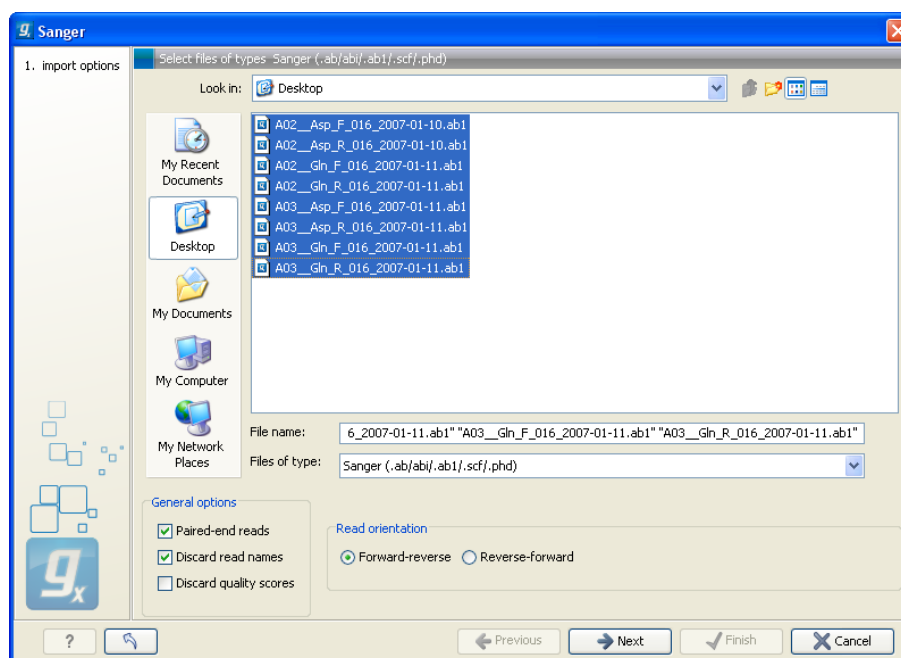 Sanger
1. import options
Select files of types Sanger (.ab/abi/.ab1/.scf/.phd)
Look in:
Desktop
My Recent
Documents
Desktop
My Documents
My Computer
My Network
Places
A02__Asp_F_016_2007-01-10.ab1
A02__Asp_R_016_2007-01-10.ab1
A02__Gln_F_016_2007-01-11.ab1
A02__Gln_R_016_2007-01-11.ab1
A03__Asp_F_016_2007-01-11.ab1
A03__Asp_R_016_2007-01-11.ab1
A03__Gln_F_016_2007-01-11.ab1
A03__Gln_R_016_2007-01-11.ab1
File name:
6_2007-01-11.ab1" "A03__Gln_F_016_2007-01-11.ab1" "A03__Gln_R_016_2007-01-11.ab1"
Files of type:
Sanger (.ab/abi/.ab1/.scf/.phd)
General options
Paired-end reads
Discard read names
Discard quality scores
Read orientation
Forward-reverse
Reverse-forward
gx
?
Previous
Next
Finish
Cancel